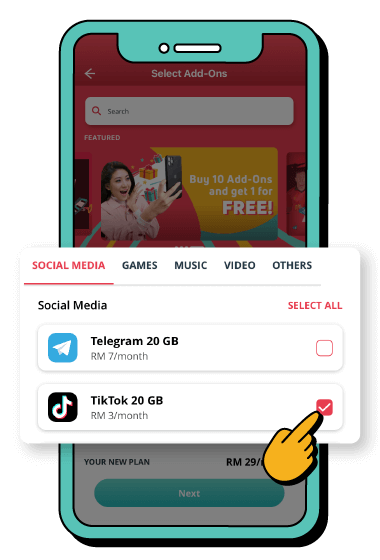 Select Add-Ons
Search
FEATURED
Buy 10 Add-Ons
and get 1 for
FREE!
SOCIAL MEDIA GAMES MUSIC VIDEO OTHERS
Social Media SELECT ALL
Telegram 20 GB
RM 7/month
TikTok 20 GB
RM 3/month
YOUR NEW PLAN RM 29/
Next